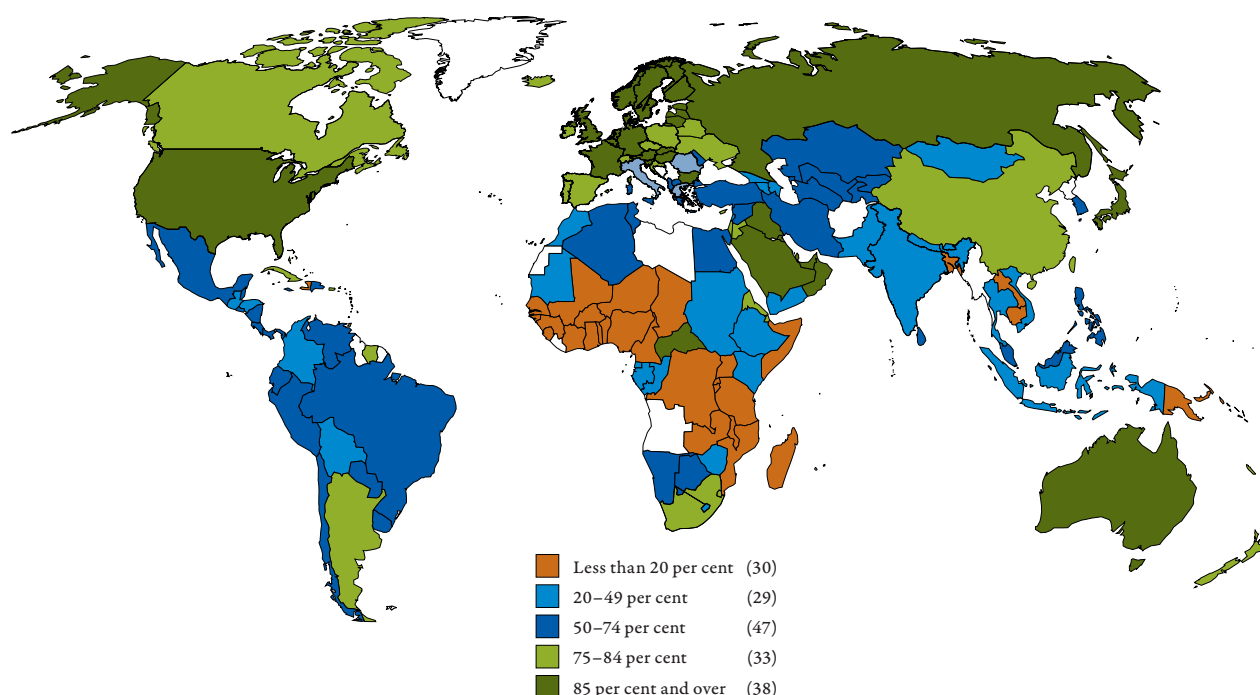 Less than 20 per cent (30)
20–49 per cent (29)
50–74 per cent (47)
75–84 per cent (33)
85 per cent and over (38)